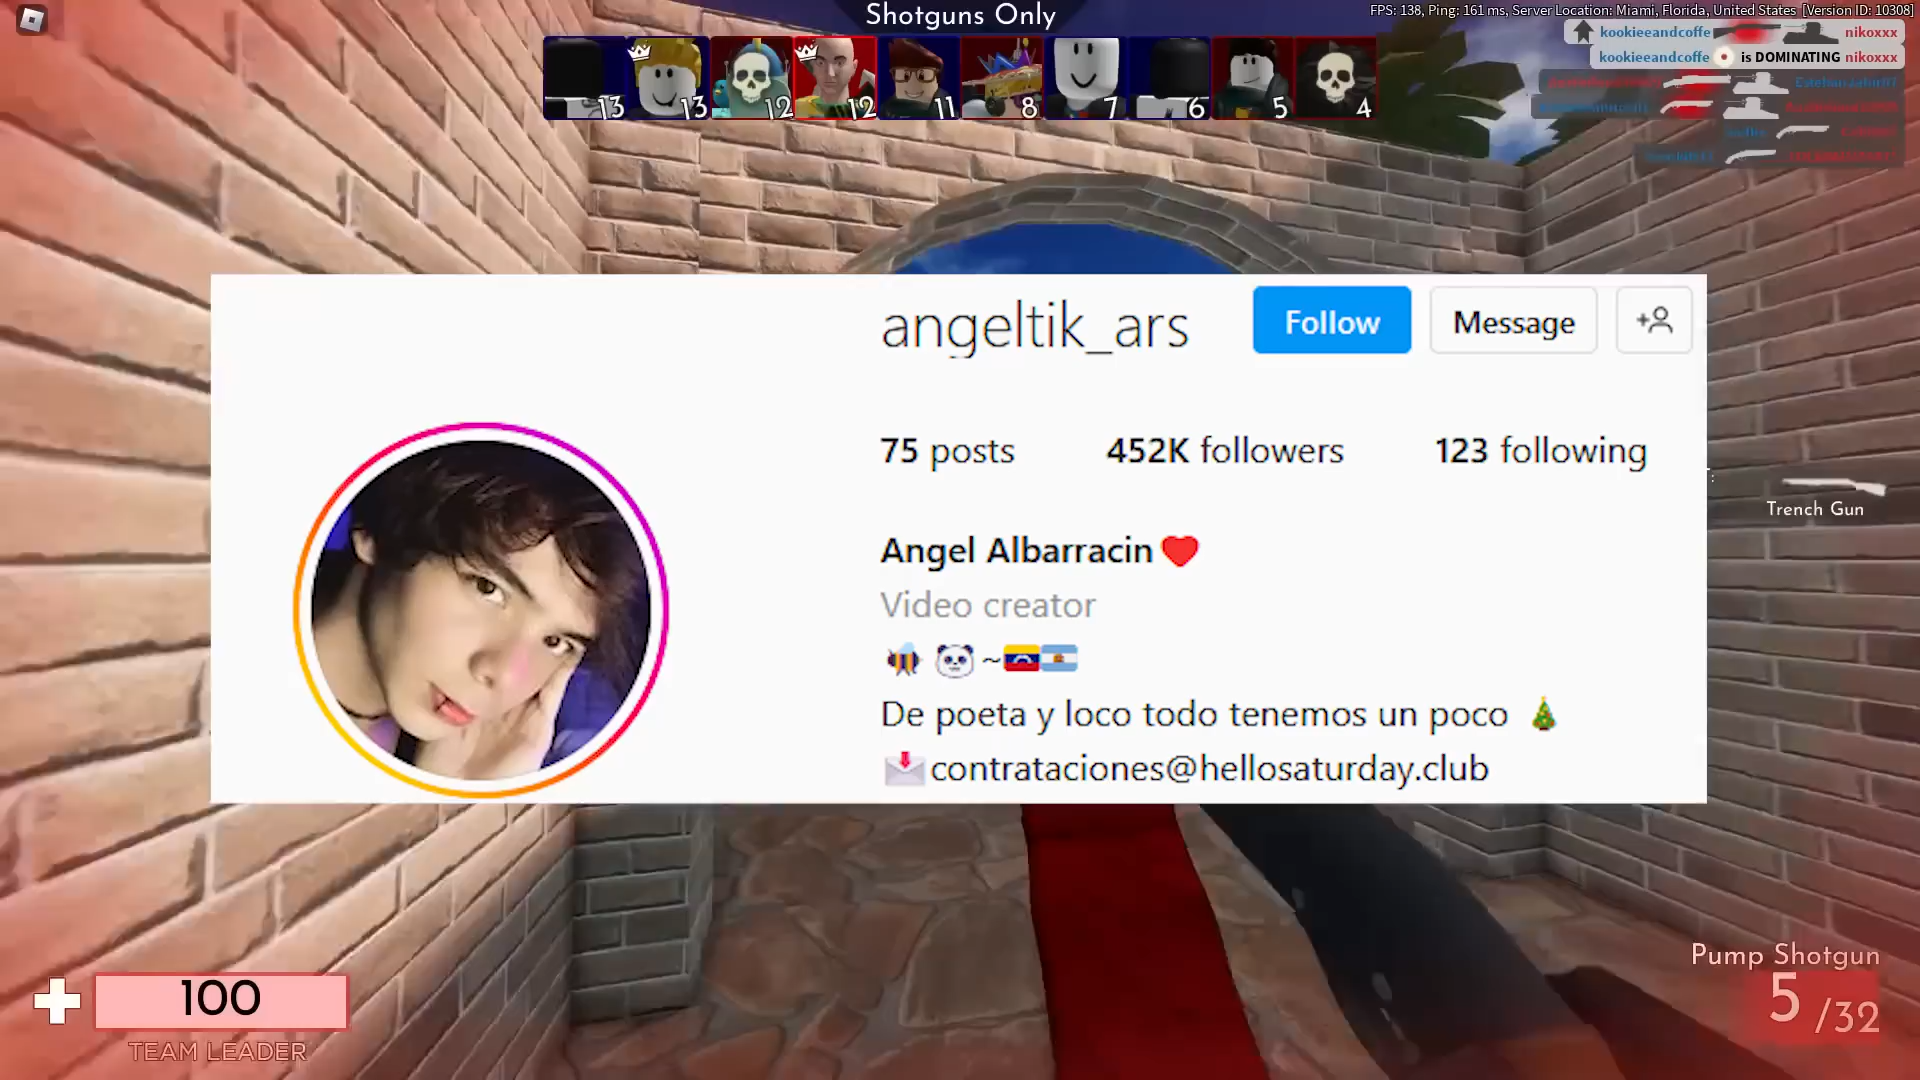 Shotguns Only
FPS: 138, Ping: 161 ms, Server Location: Miami, Florida, United States [Version ID: 10308]
kookieeandcoffe nikoxxx
kookieeandcoffe is DOMINATING nikoxxx
13 13 12 12 11 8 7 6 5 4
angeltik_ars Follow Message
75 posts 452K followers 123 following
Trench Gun
Angel Albarracin❤️
Video creator
🐝 🐼 ~🇻🇪🇦🇷
De poeta y loco todo tenemos un poco 🎄
📩contrataciones@hellosaturday.club
Pump Shotgun
5 /32
100
TEAM LEADER